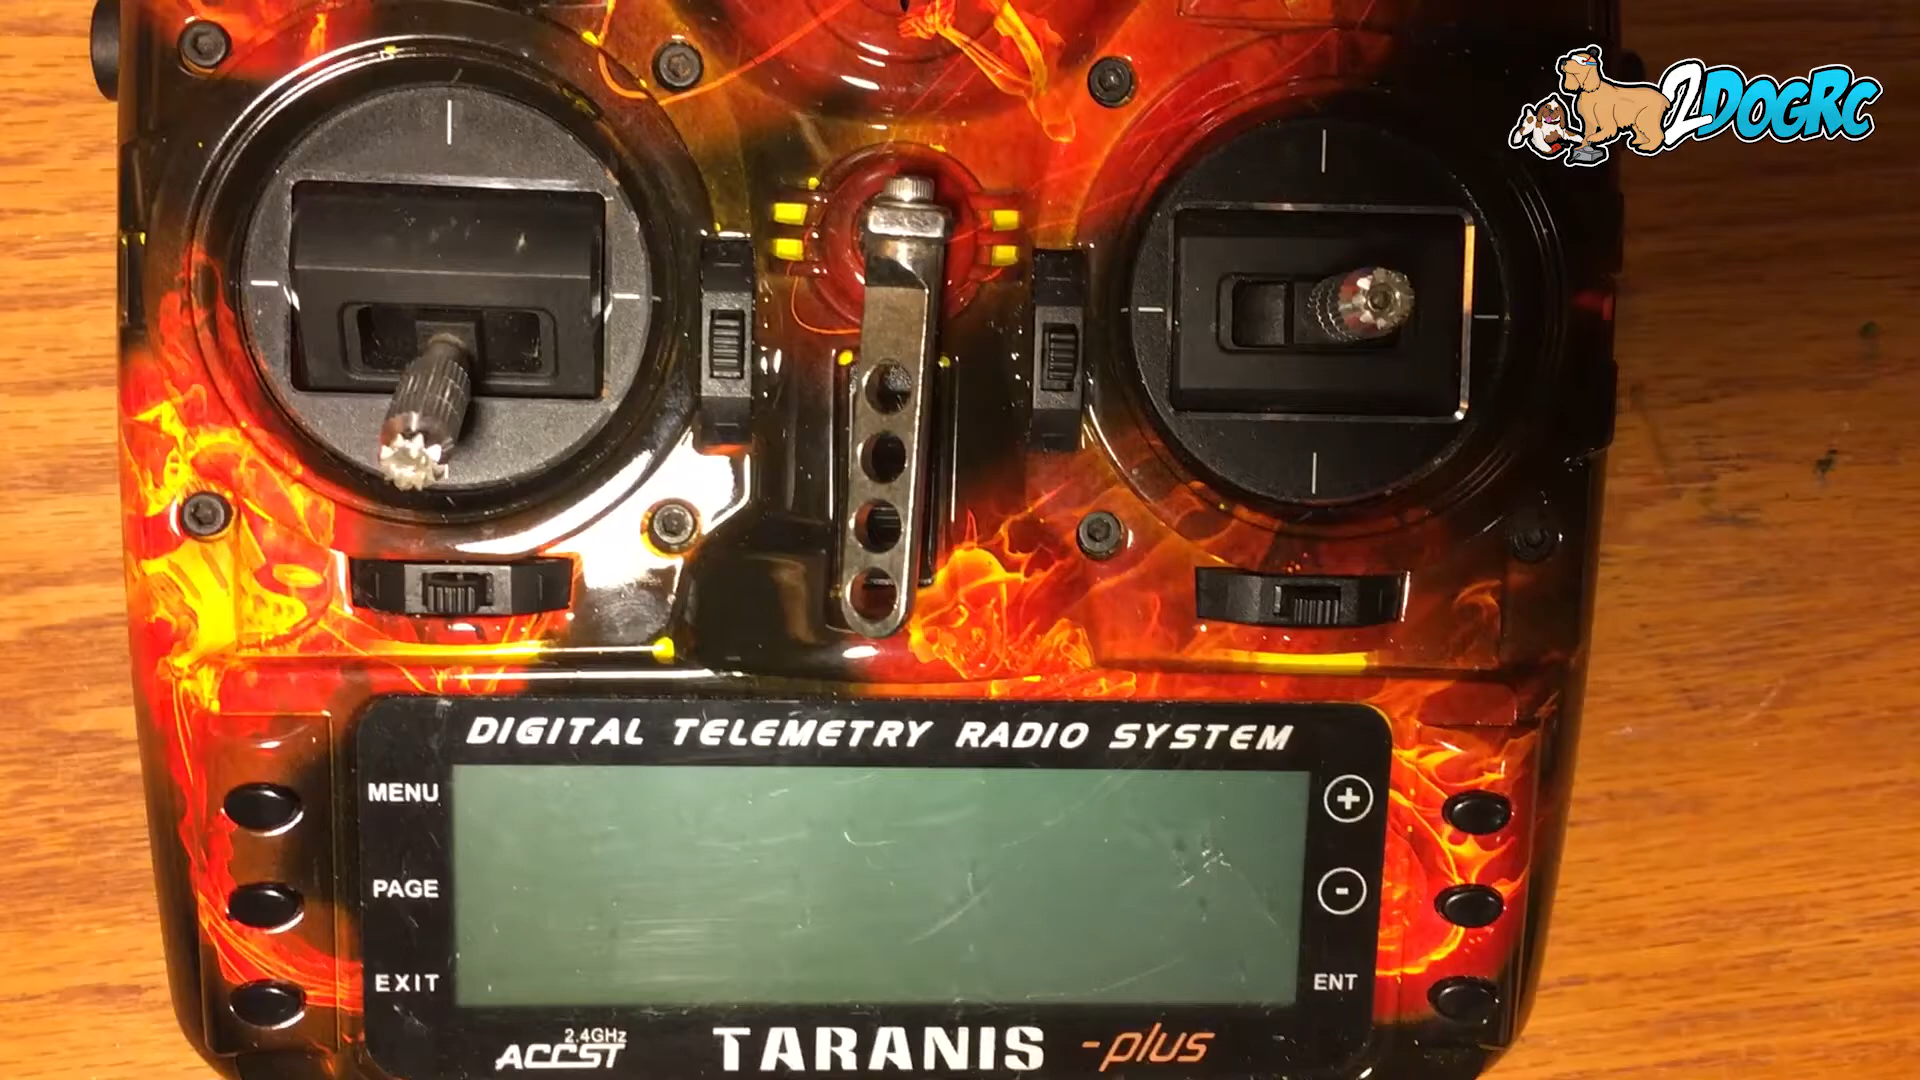 2DogRc
DIGITAL TELEMETRY RADIO SYSTEM
MENU
+
PAGE
-
EXIT
ENT
2.4GHz
ACCST
TARANIS -plus